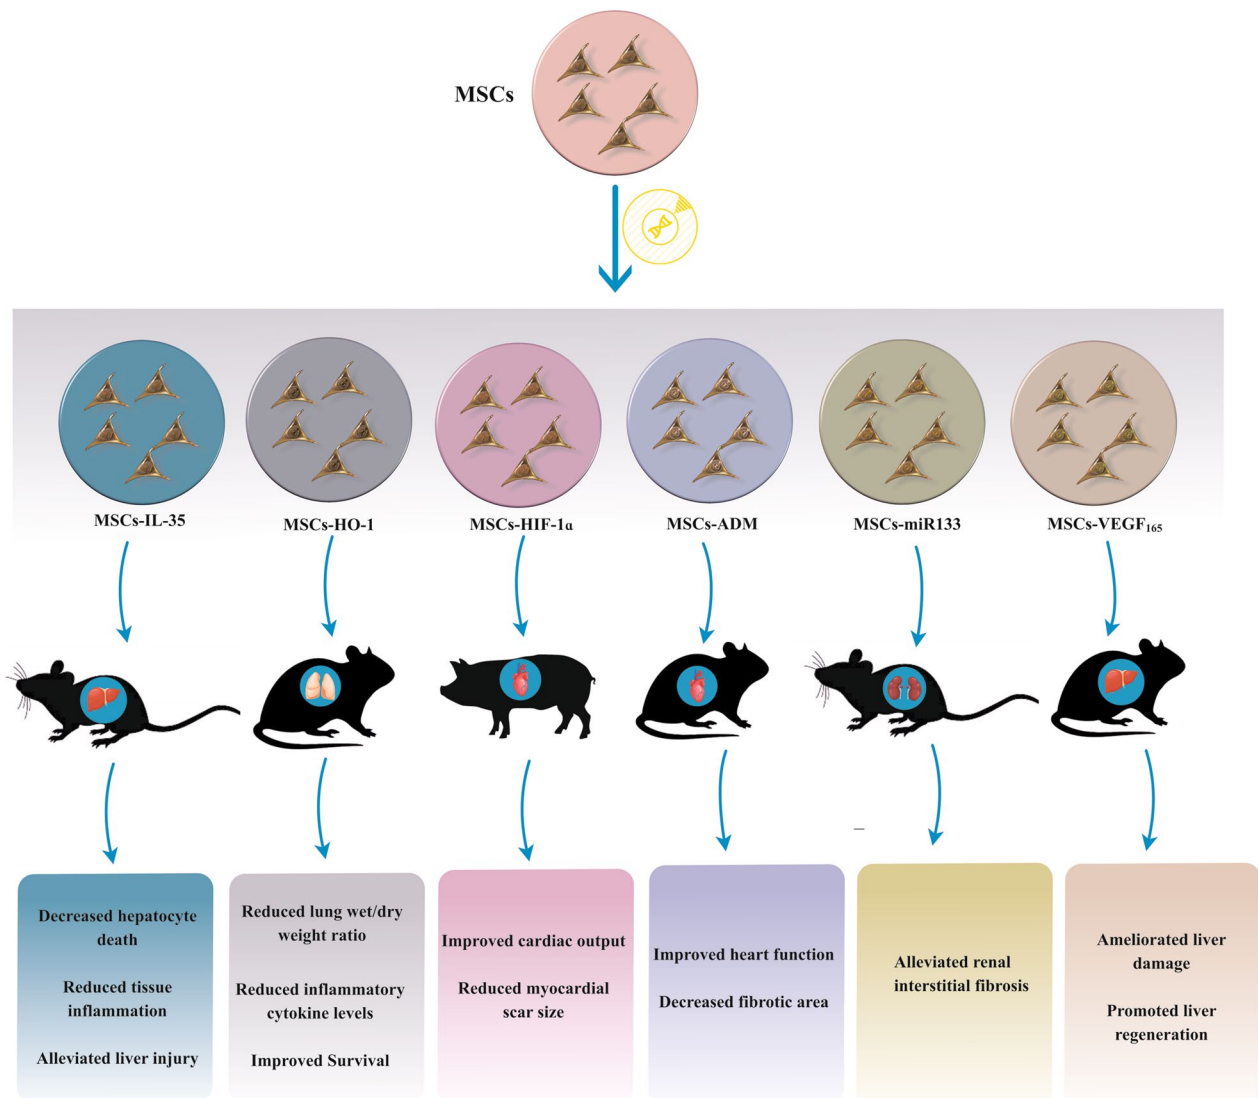 MSCs
MSCs-IL-35
MSCs-HO-1
MSCs-HIF-1α
MSCs-ADM
MSCs-miR133
MSCs-VEGF₁₆₅
Decreased hepatocyte
death
Reduced tissue
inflammation
Alleviated liver injury
Reduced lung wet/dry
weight ratio
Reduced inflammatory
cytokine levels
Improved Survival
Improved cardiac output
Reduced myocardial
scar size
Improved heart function
Decreased fibrotic area
Alleviated renal
interstitial fibrosis
Ameliorated liver
damage
Promoted liver
regeneration